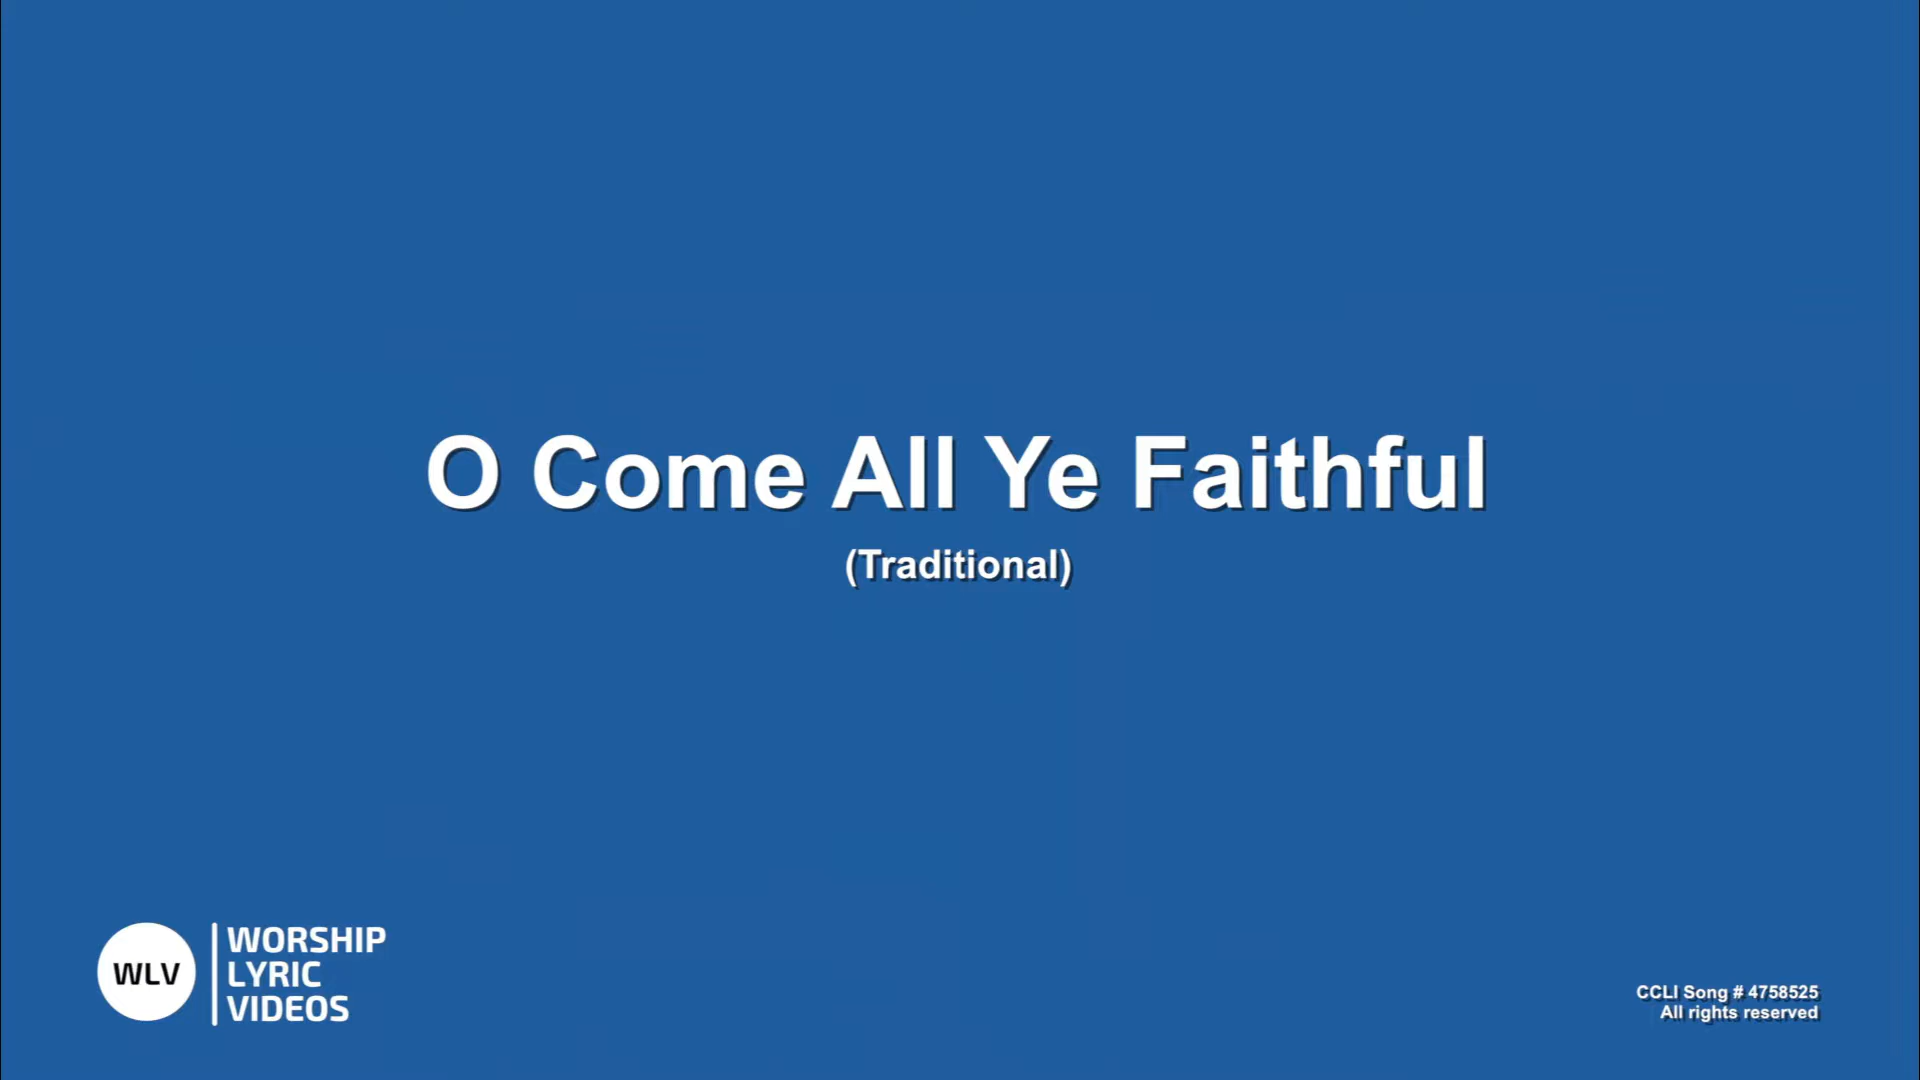 O Come All Ye Faithful
(Traditional)
WLV
WORSHIP
LYRIC
VIDEOS
CCLI Song # 4758525
All rights reserved